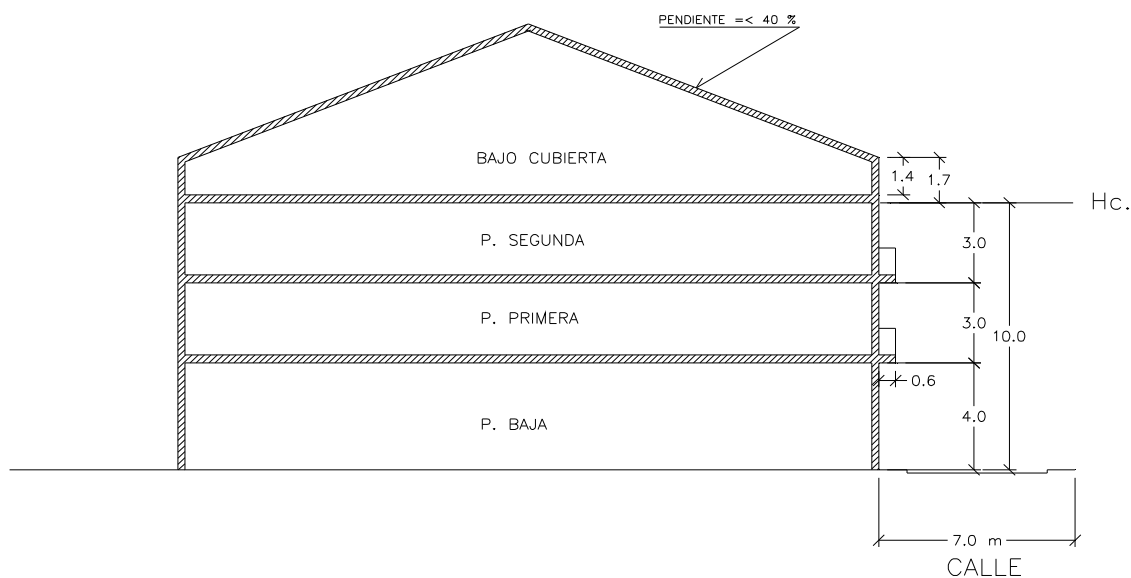 PENDIENTE =< 40 %
BAJO CUBIERTA
1.4
1.7
Hc.
P. SEGUNDA
3.0
P. PRIMERA
3.0
10.0
0.6
P. BAJA
4.0
7.0 m
CALLE